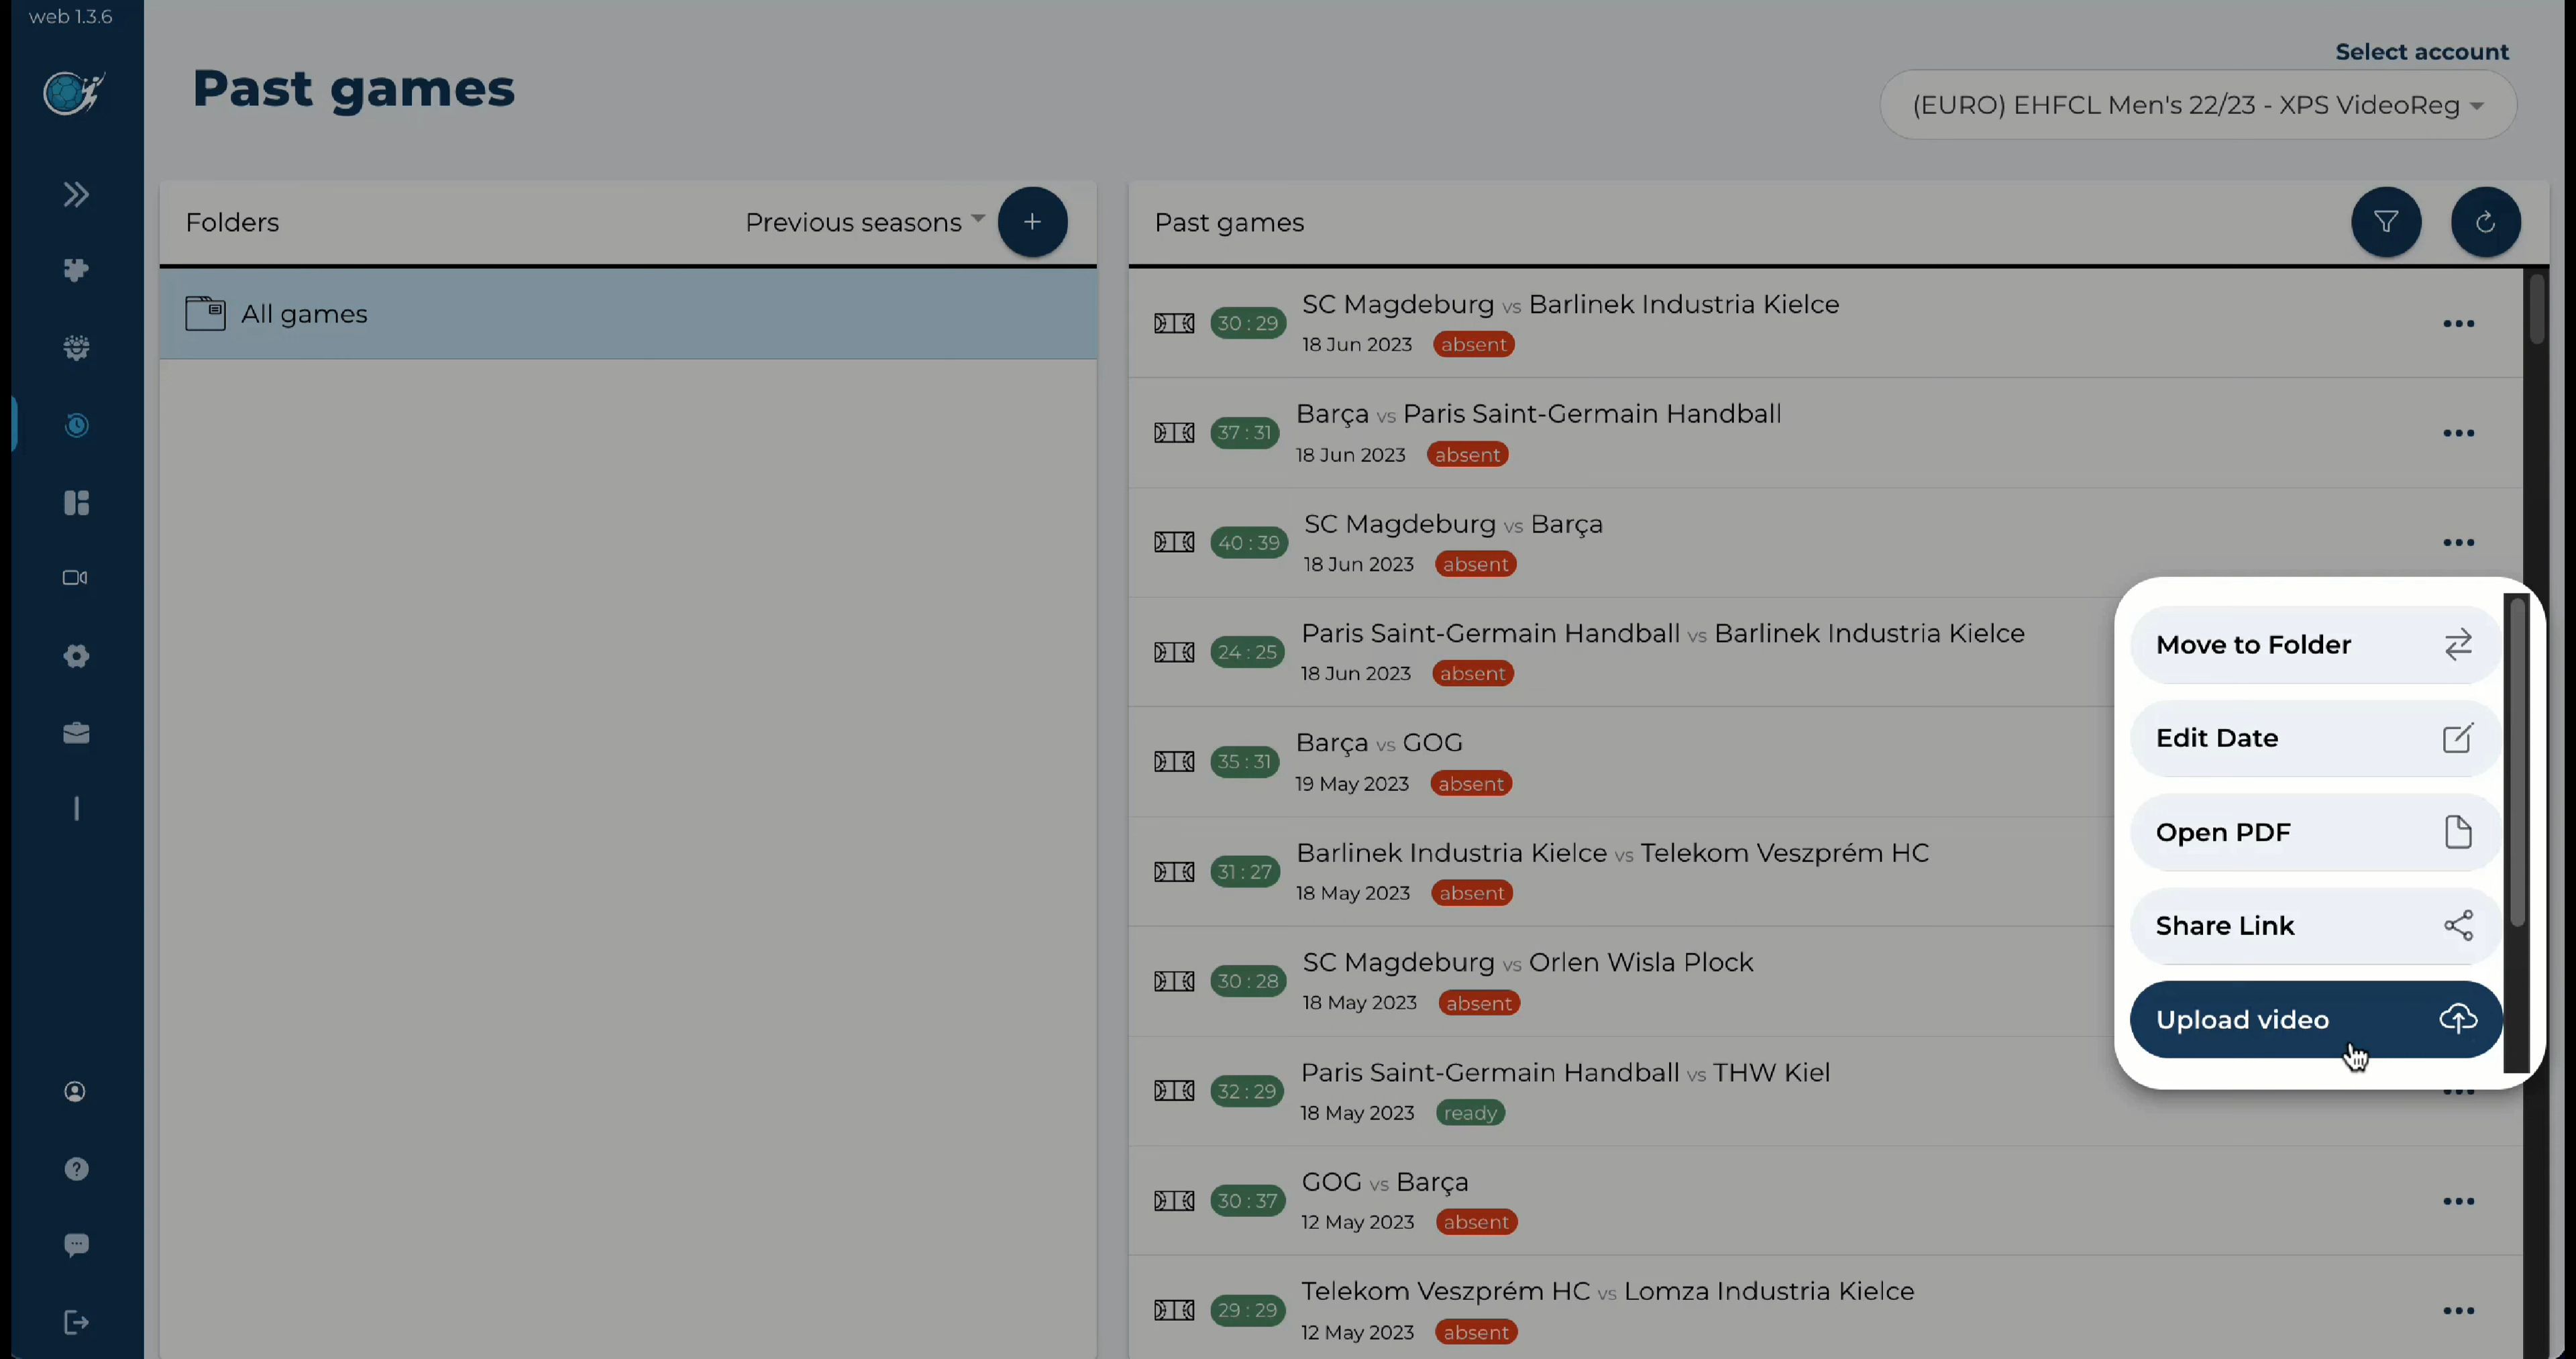 web 1.3.6
Select account
Past games
(EURO) EHFCL Men's 22/23 - XPS VideoReg
Folders
Previous seasons
+
All games
Past games
30 : 29
SC Magdeburg vs Barlinek Industria Kielce
18 Jun 2023 absent
37 : 31
Barça vs Paris Saint-Germain Handball
18 Jun 2023 absent
40 : 39
SC Magdeburg vs Barça
18 Jun 2023 absent
24 : 25
Paris Saint-Germain Handball vs Barlinek Industria Kielce
18 Jun 2023 absent
35 : 31
Barça vs GOG
19 May 2023 absent
31 : 27
Barlinek Industria Kielce vs Telekom Veszprém HC
18 May 2023 absent
30 : 28
SC Magdeburg vs Orlen Wisla Plock
18 May 2023 absent
32 : 29
Paris Saint-Germain Handball vs THW Kiel
18 May 2023 ready
30 : 37
GOG vs Barça
12 May 2023 absent
29 : 29
Telekom Veszprém HC vs Lomza Industria Kielce
12 May 2023 absent
Move to Folder
Edit Date
Open PDF
Share Link
Upload video